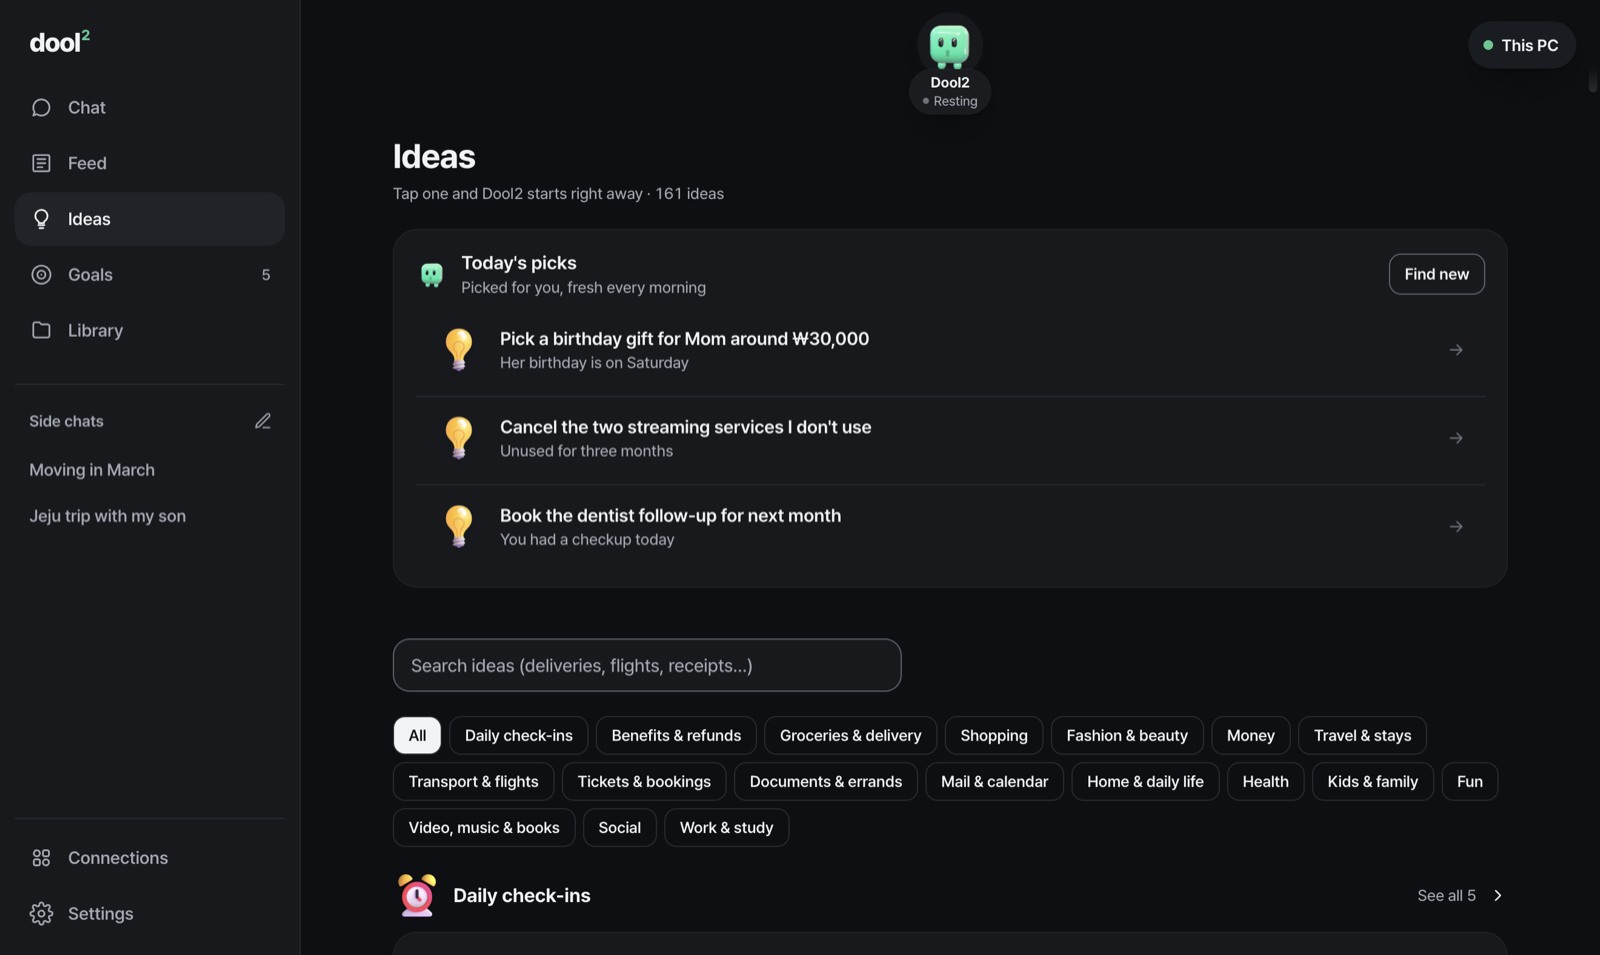 dool²
Chat
Feed
Ideas
Goals 5
Library
Side chats
Moving in March
Jeju trip with my son
Connections
Settings
Dool2
Resting
This PC
Ideas
Tap one and Dool2 starts right away · 161 ideas
Today's picks
Picked for you, fresh every morning
Find new
Pick a birthday gift for Mom around ₩30,000
Her birthday is on Saturday
Cancel the two streaming services I don't use
Unused for three months
Book the dentist follow-up for next month
You had a checkup today
Search ideas (deliveries, flights, receipts...)
All Daily check-ins Benefits & refunds Groceries & delivery Shopping Fashion & beauty Money Travel & stays
Transport & flights Tickets & bookings Documents & errands Mail & calendar Home & daily life Health Kids & family Fun
Video, music & books Social Work & study
Daily check-ins
See all 5